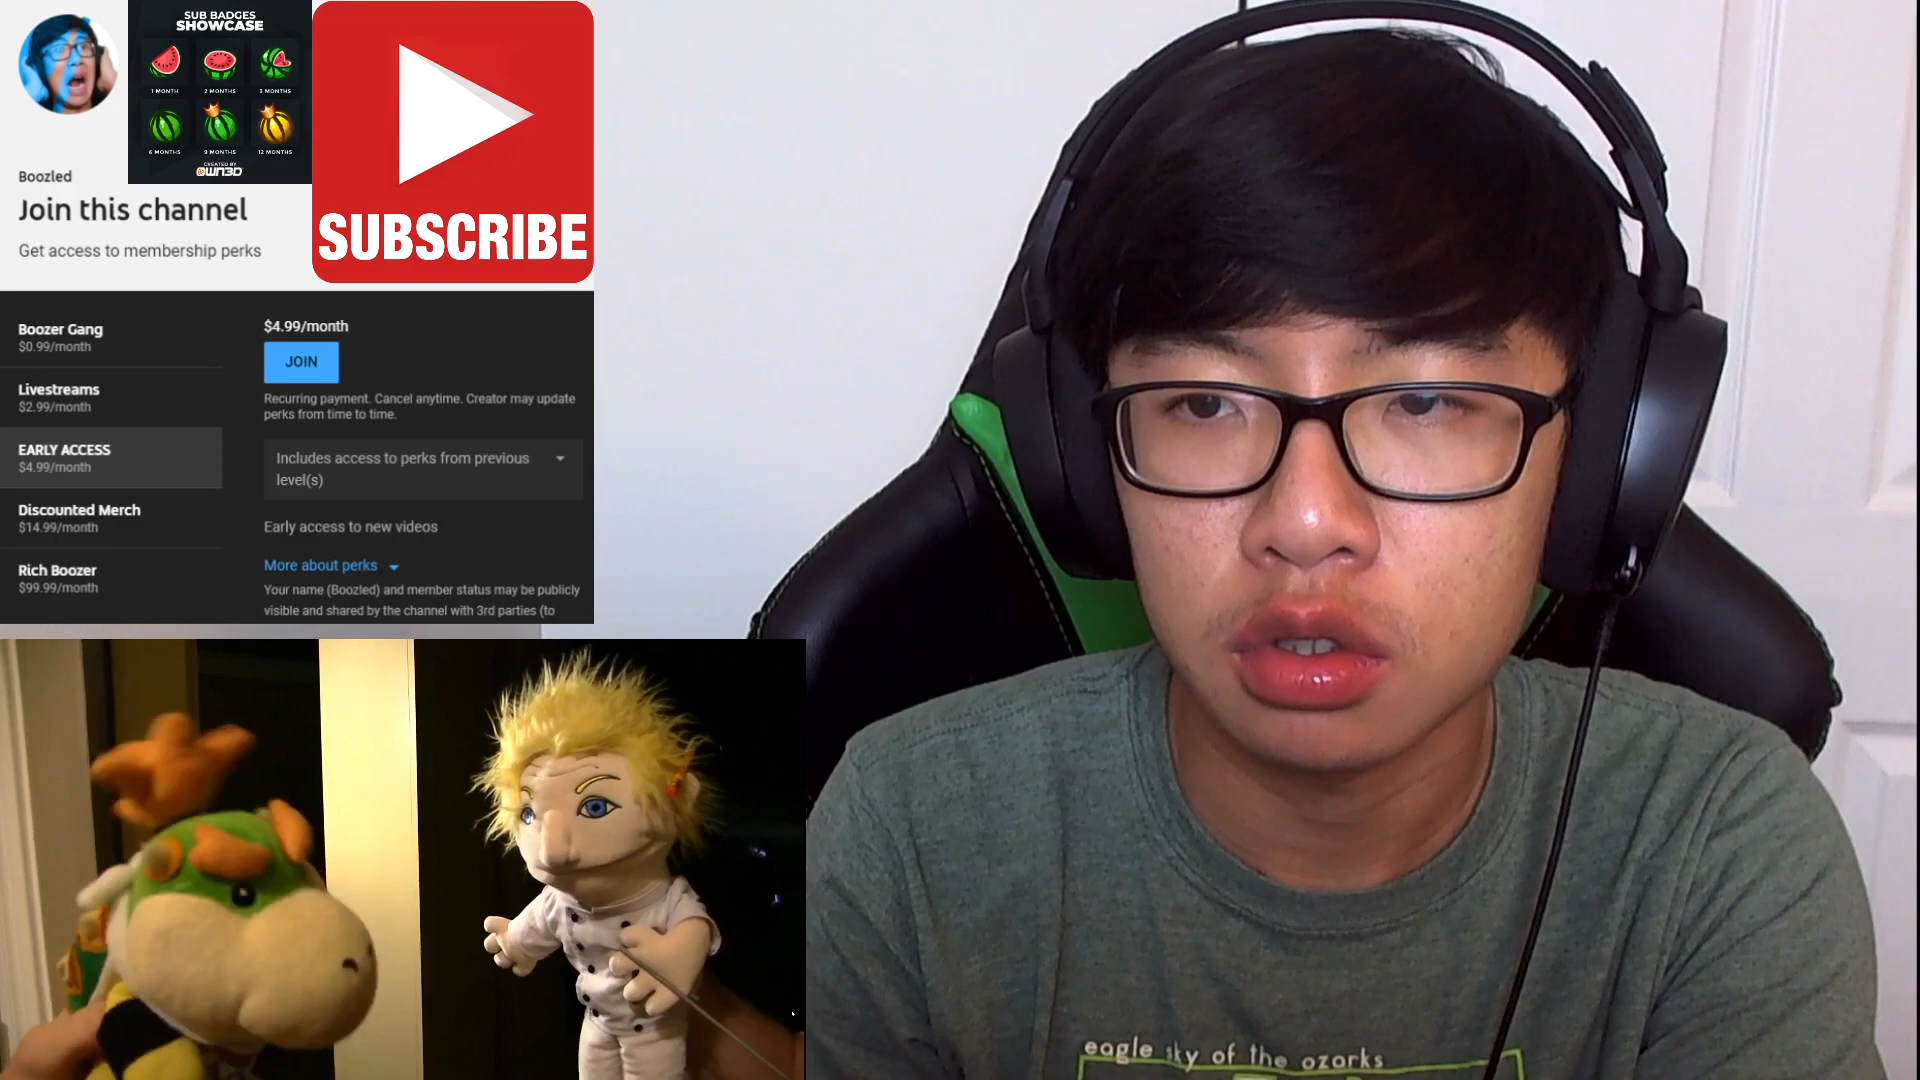 SUB BADGES
SHOWCASE
1 MONTH
2 MONTHS
3 MONTHS
6 MONTHS
9 MONTHS
12 MONTHS
CREATED BY
OWN3D
SUBSCRIBE
Boozled
Join this channel
Get access to membership perks
Boozer Gang
$0.99/month
Livestreams
$2.99/month
EARLY ACCESS
$4.99/month
Discounted Merch
$14.99/month
Rich Boozer
$99.99/month
$4.99/month
JOIN
Recurring payment. Cancel anytime. Creator may update
perks from time to time.
Includes access to perks from previous
level(s)
Early access to new videos
More about perks
Your name (Boozled) and member status may be publicly
visible and shared by the channel with 3rd parties (to
eagle sky of the ozarks